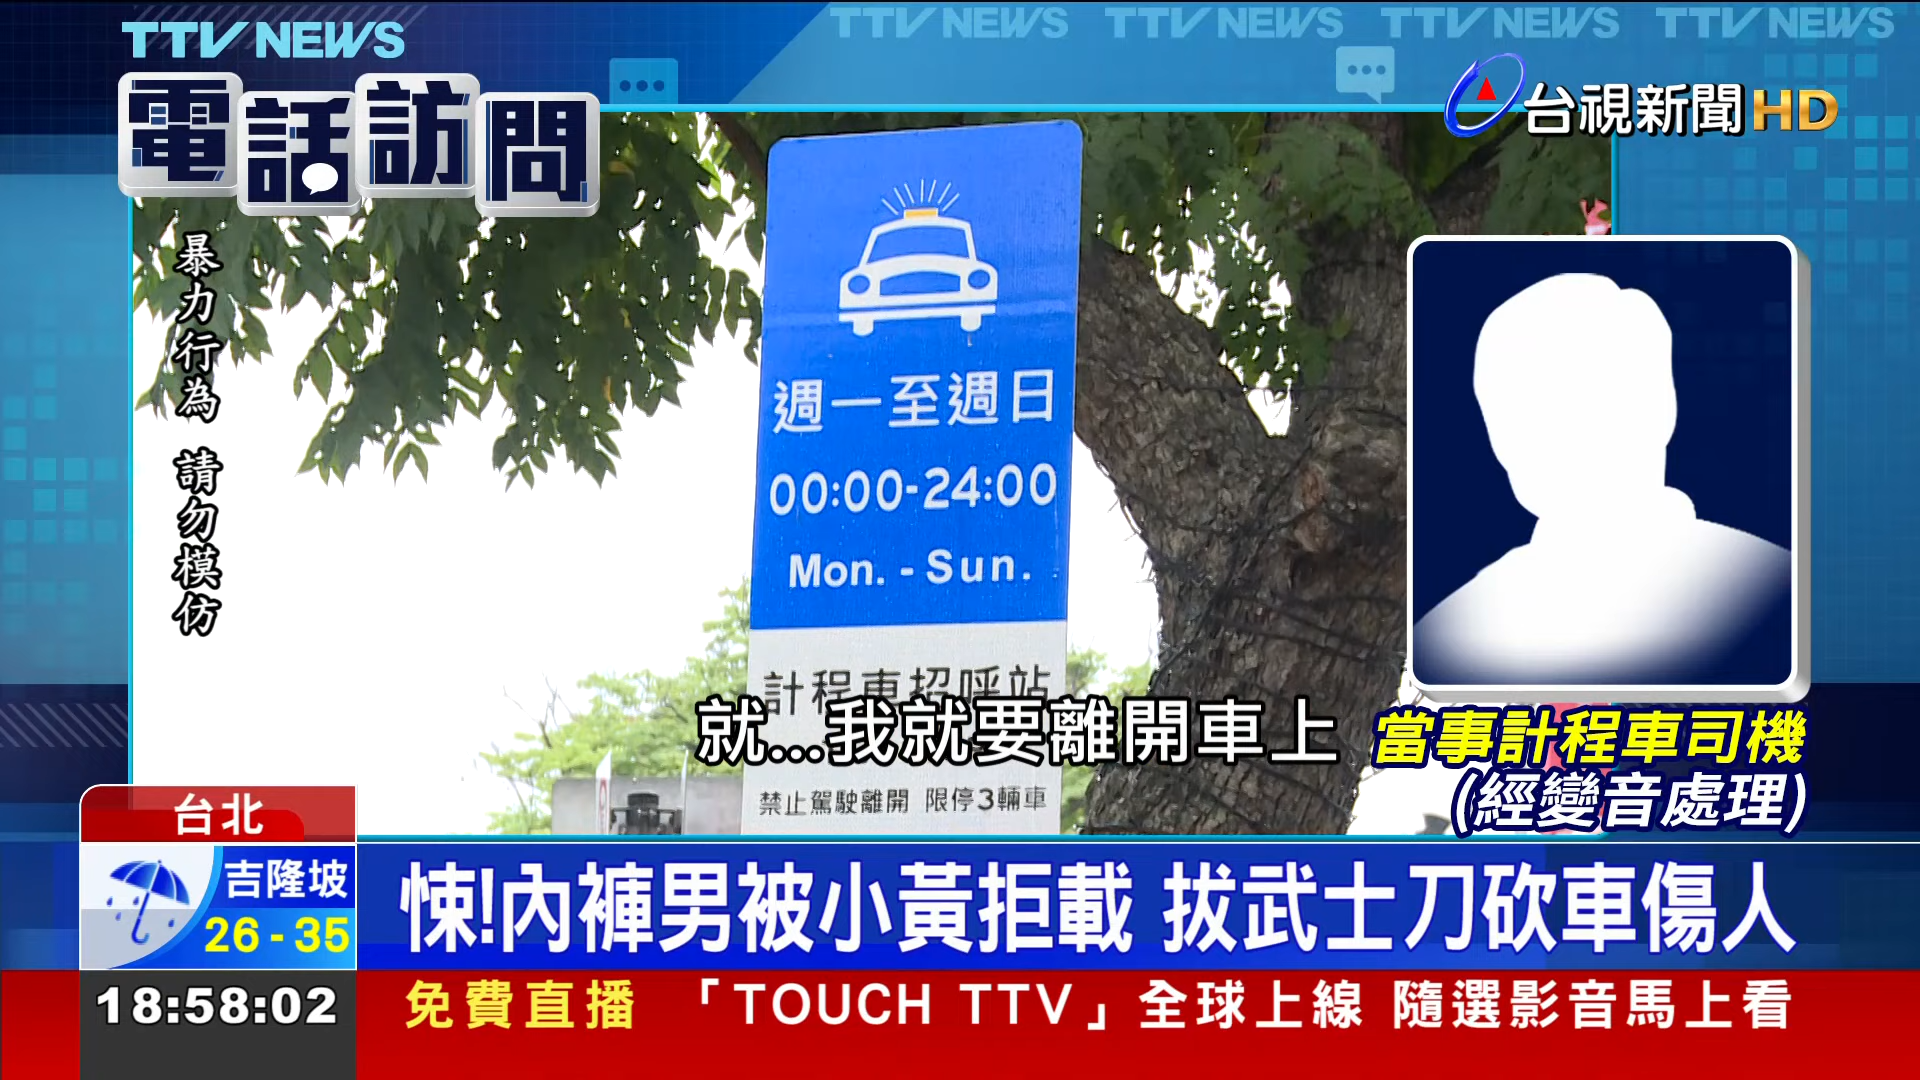 TTV NEWS
TTV NEWS TTV NEWS TTV NEWS TTV NEWS
電話訪問
台視新聞HD
暴力行為 請勿模仿
週一至週日
00:00-24:00
Mon. - Sun.
計程車招呼站
就...我就要離開車上
禁止駕駛離開 限停3輛車
當事計程車司機
(經變音處理)
台北
吉隆坡
26 - 35
悚!內褲男被小黃拒載 拔武士刀砍車傷人
18:58:02
免費直播 「TOUCH TTV」全球上線 隨選影音馬上看